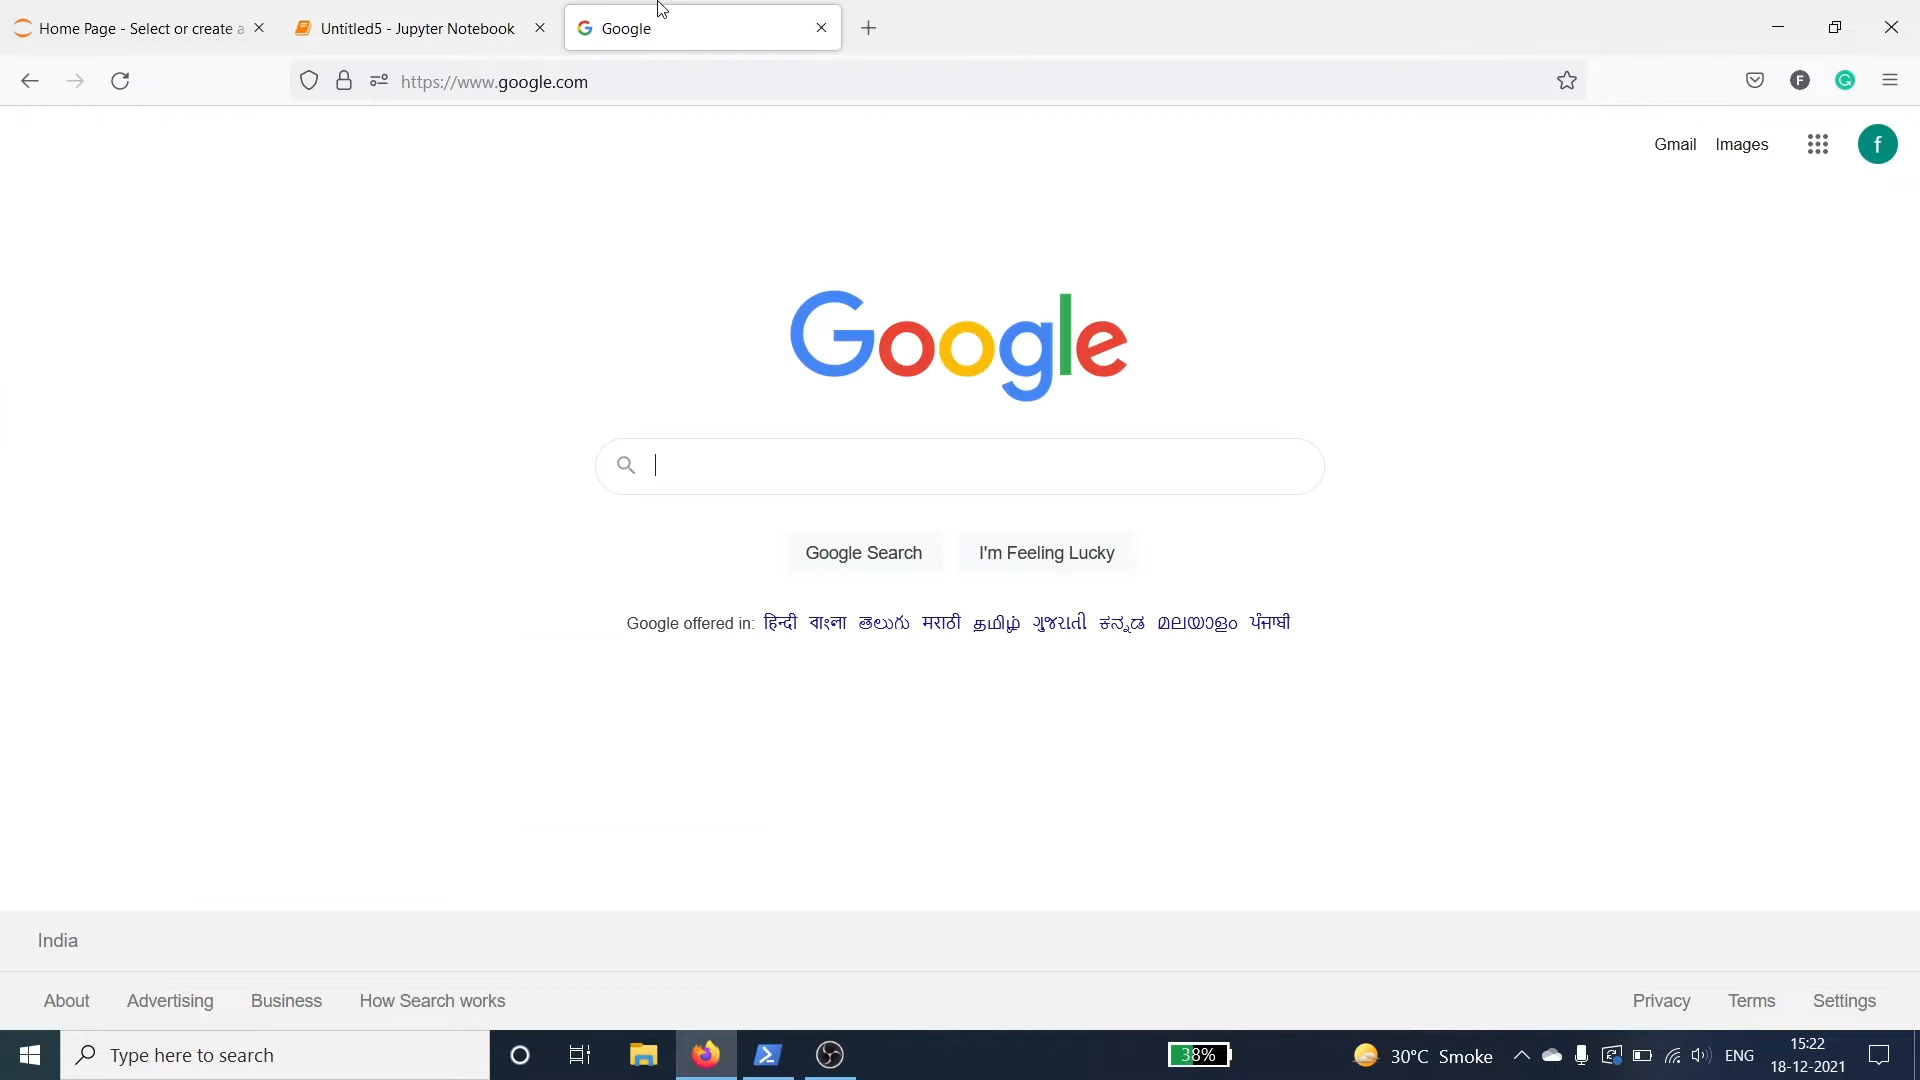 Home Page - Select or create a
Untitled5 - Jupyter Notebook
Google
https://www.google.com
F
G
Gmail
Images
f
Google
Google Search
I'm Feeling Lucky
Google offered in: हिन्दी বাংলা తెలుగు मराठी தமிழ் ગુજરાતી ಕನ್ನಡ മലയാളം ਪੰਜਾਬੀ
India
About Advertising Business How Search works
Privacy Terms Settings
Type here to search
38%
30°C Smoke
ENG
15:22
18-12-2021